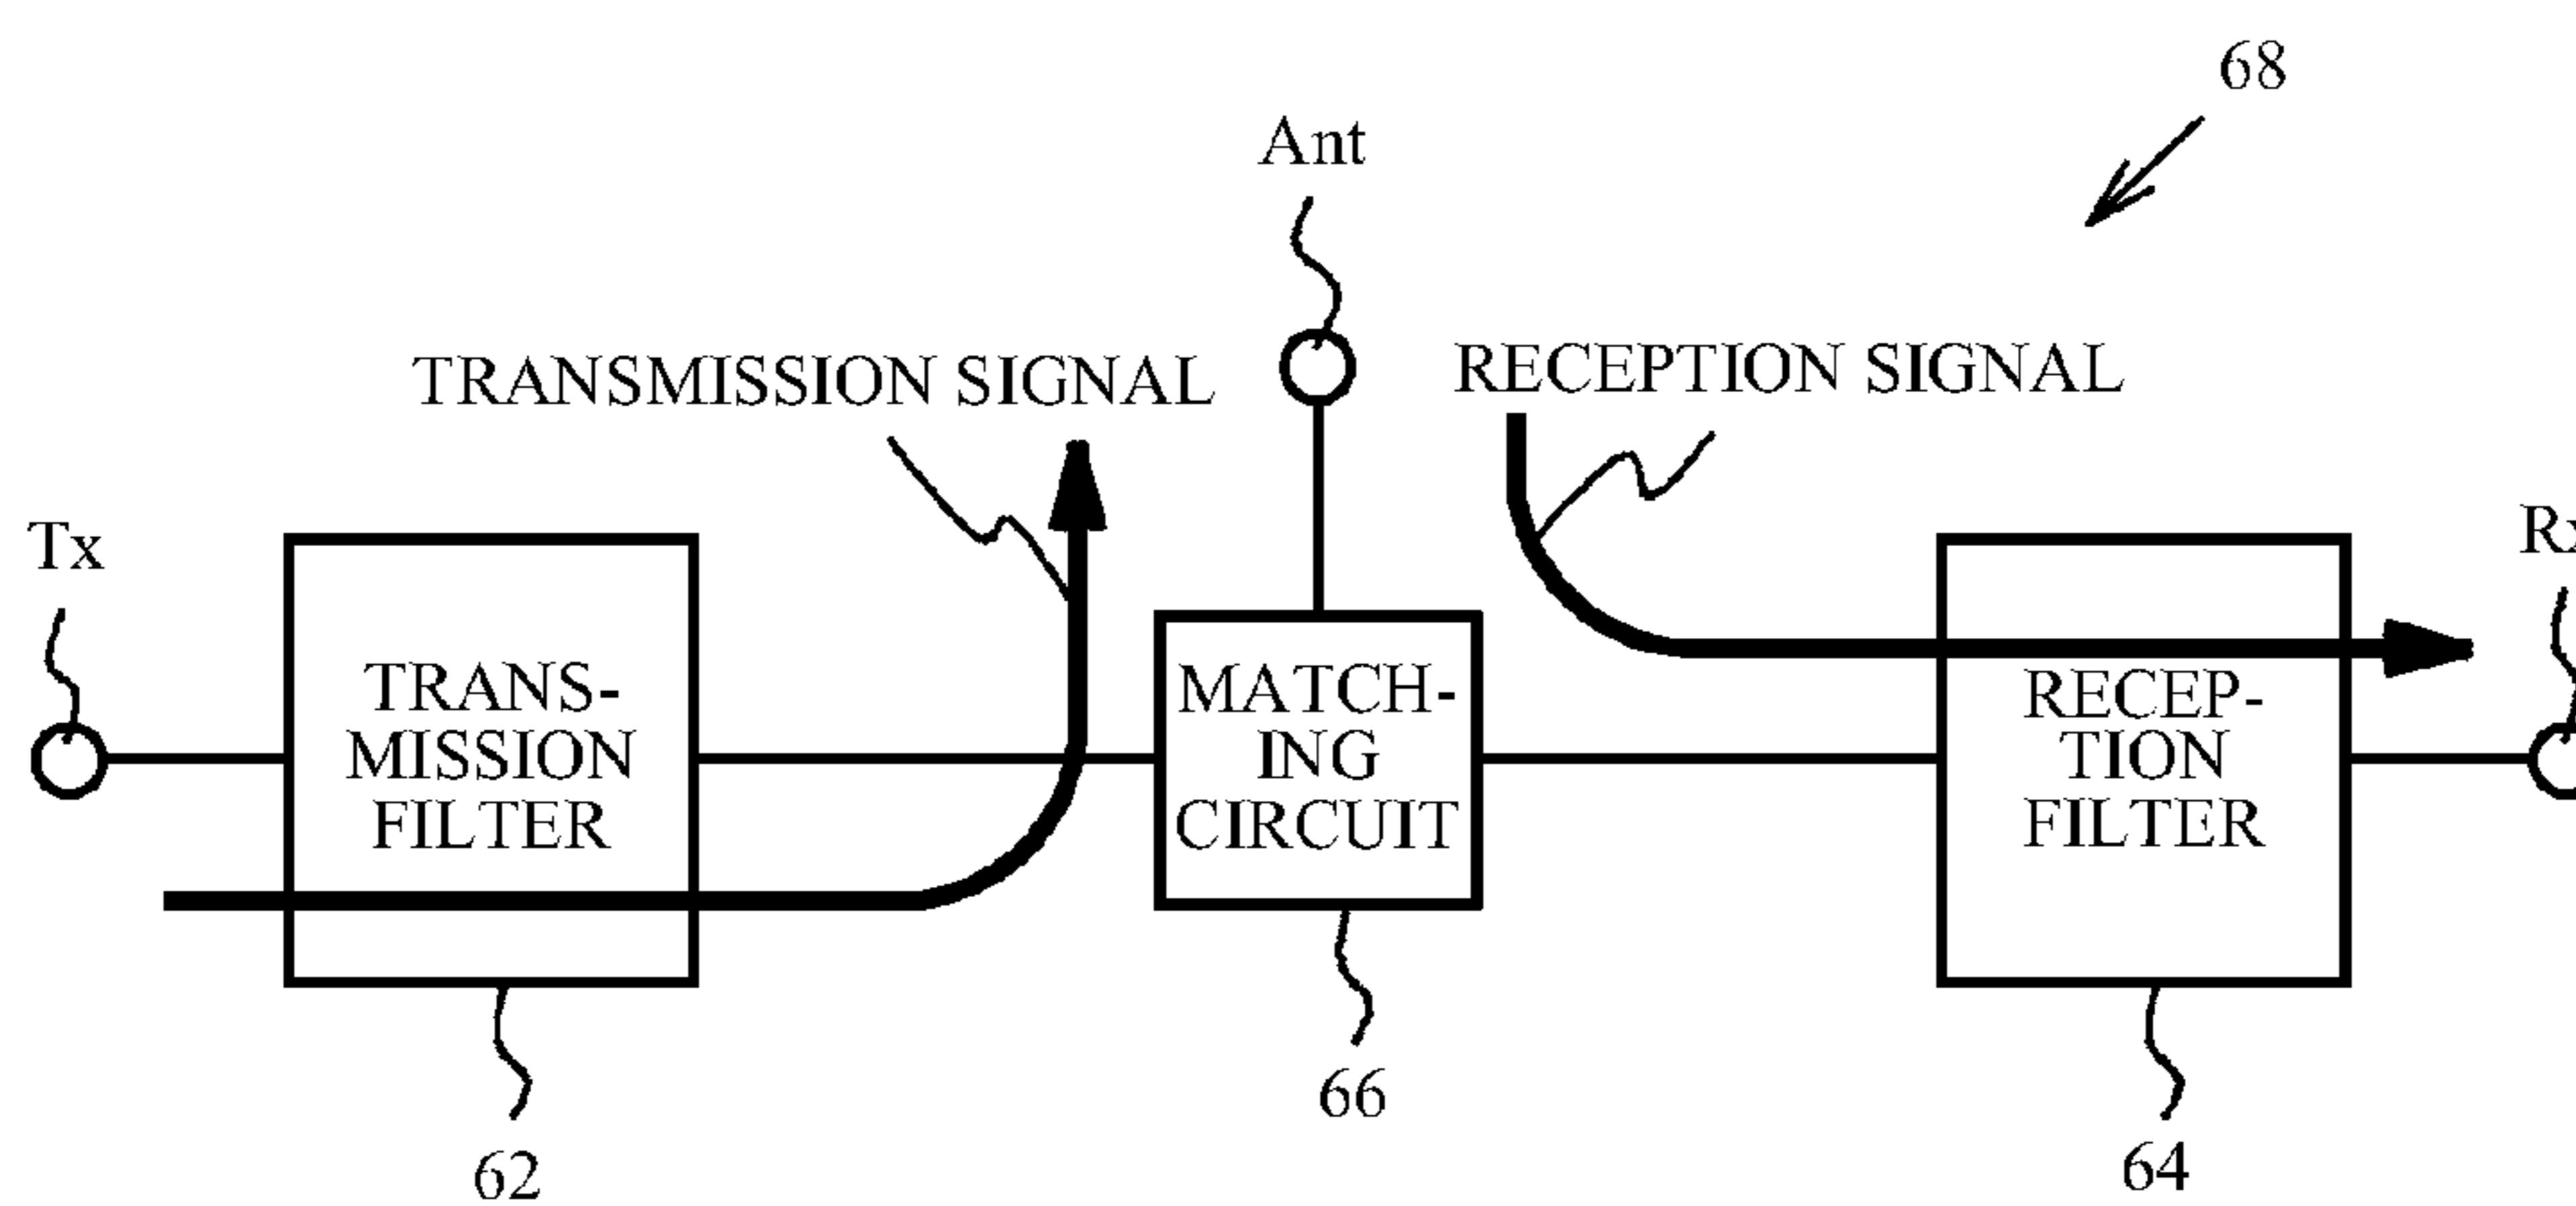 68
Ant
TRANSMISSION SIGNAL
RECEPTION SIGNAL
Tx
TRANS-
MISSION
FILTER
MATCH-
ING
CIRCUIT
RECEP-
TION
FILTER
62
66
64